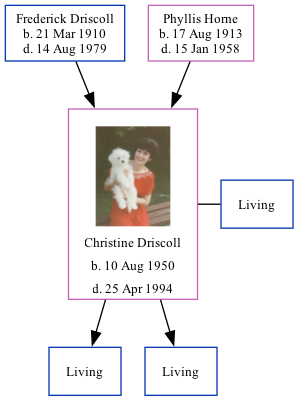 Frederick Driscoll
b. 21 Mar 1910
d. 14 Aug 1979
Phyllis Horne
b. 17 Aug 1913
d. 15 Jan 1958
Christine Driscoll
b. 10 Aug 1950
d. 25 Apr 1994
Living
Living
Living